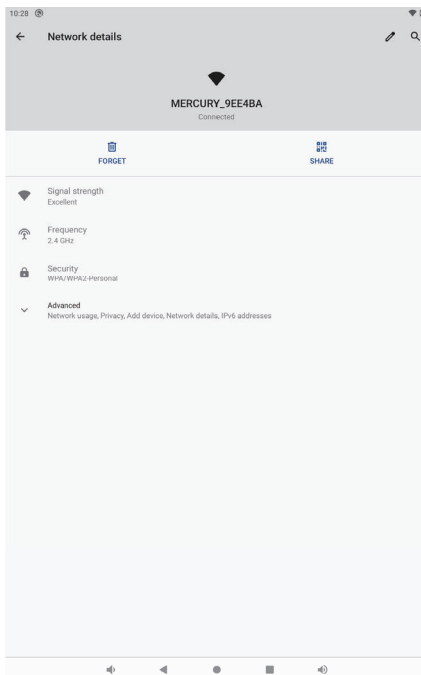 10:28
Network details
MERCURY_9EE4BA
Connected
FORGET
SHARE
Signal strength
Excellent
Frequency
2.4 GHz
Security
WPA/WPA2-Personal
Advanced
Network usage, Privacy, Add device, Network details, IPv6 addresses